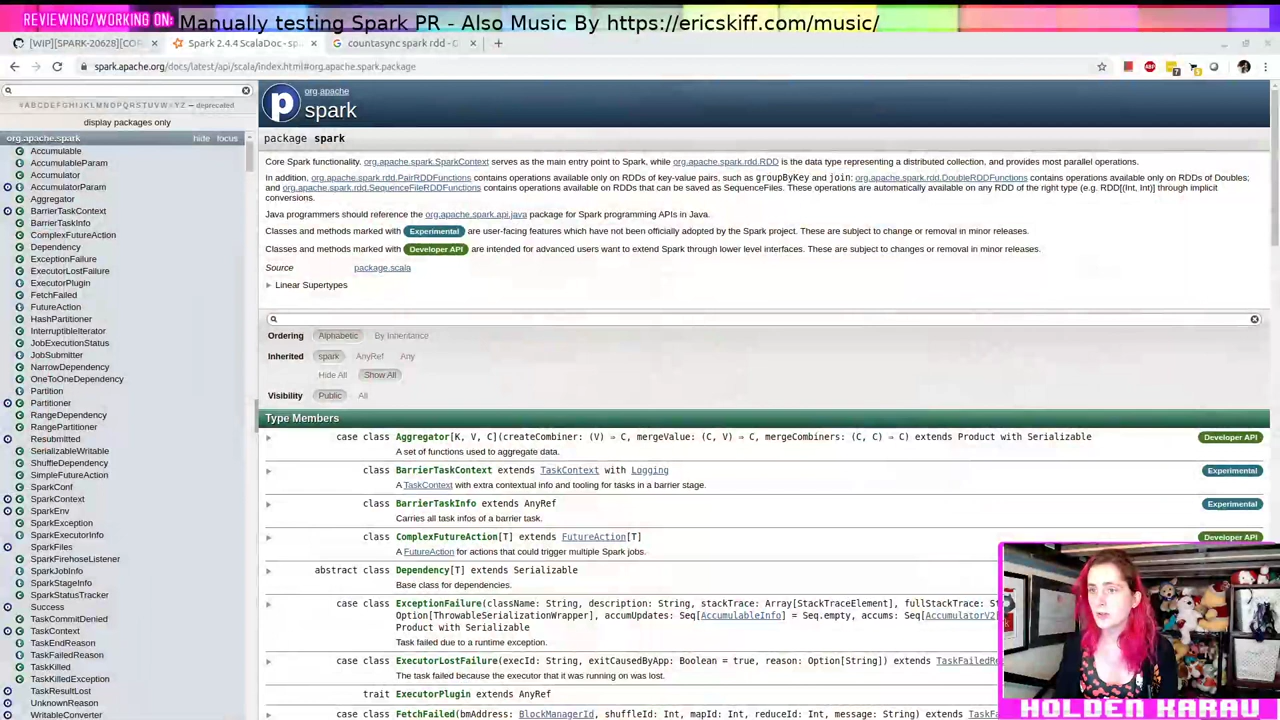 REVIEWING/WORKING ON: Manually testing Spark PR - Also Music By https://ericskiff.com/music/
[WIP][SPARK-20628][COR
Spark 2.4.4 ScalaDoc - sp
countasync spark rdd - G
spark.apache.org/docs/latest/api/scala/index.html#org.apache.spark.package
#ABCDEFGHIJKLMNOPQRSTUVWXYZ – deprecated
display packages only
org.apache.spark hide focus
Accumulable
AccumulableParam
Accumulator
AccumulatorParam
Aggregator
BarrierTaskContext
BarrierTaskInfo
ComplexFutureAction
Dependency
ExceptionFailure
ExecutorLostFailure
ExecutorPlugin
FetchFailed
FutureAction
HashPartitioner
InterruptibleIterator
JobExecutionStatus
JobSubmitter
NarrowDependency
OneToOneDependency
Partition
Partitioner
RangeDependency
RangePartitioner
Resubmitted
SerializableWritable
ShuffleDependency
SimpleFutureAction
SparkConf
SparkContext
SparkEnv
SparkException
SparkExecutorInfo
SparkFiles
SparkFirehoseListener
SparkJobInfo
SparkStageInfo
SparkStatusTracker
Success
TaskCommitDenied
TaskContext
TaskEndReason
TaskFailedReason
TaskKilled
TaskKilledException
TaskResultLost
UnknownReason
WritableConverter
org.apache
spark
package spark
Core Spark functionality. org.apache.spark.SparkContext serves as the main entry point to Spark, while org.apache.spark.rdd.RDD is the data type representing a distributed collection, and provides most parallel operations.
In addition, org.apache.spark.rdd.PairRDDFunctions contains operations available only on RDDs of key-value pairs, such as groupByKey and join; org.apache.spark.rdd.DoubleRDDFunctions contains operations available only on RDDs of Doubles;
and org.apache.spark.rdd.SequenceFileRDDFunctions contains operations available on RDDs that can be saved as SequenceFiles. These operations are automatically available on any RDD of the right type (e.g. RDD[(Int, Int)] through implicit
conversions.
Java programmers should reference the org.apache.spark.api.java package for Spark programming APIs in Java.
Classes and methods marked with Experimental are user-facing features which have not been officially adopted by the Spark project. These are subject to change or removal in minor releases.
Classes and methods marked with Developer API are intended for advanced users want to extend Spark through lower level interfaces. These are subject to changes or removal in minor releases.
Source package.scala
Linear Supertypes
Ordering Alphabetic By Inheritance
Inherited spark AnyRef Any
Hide All Show All
Visibility Public All
Type Members
case class Aggregator[K, V, C](createCombiner: (V) ⇒ C, mergeValue: (C, V) ⇒ C, mergeCombiners: (C, C) ⇒ C) extends Product with Serializable Developer API
A set of functions used to aggregate data.
class BarrierTaskContext extends TaskContext with Logging Experimental
A TaskContext with extra contextual info and tooling for tasks in a barrier stage.
class BarrierTaskInfo extends AnyRef Experimental
Carries all task infos of a barrier task.
class ComplexFutureAction[T] extends FutureAction[T] Developer API
A FutureAction for actions that could trigger multiple Spark jobs.
abstract class Dependency[T] extends Serializable
Base class for dependencies.
case class ExceptionFailure(className: String, description: String, stackTrace: Array[StackTraceElement], fullStackTrace: St
Option[ThrowableSerializationWrapper], accumUpdates: Seq[AccumulableInfo] = Seq.empty, accums: Seq[AccumulatorV2
Product with Serializable
Task failed due to a runtime exception.
case class ExecutorLostFailure(execId: String, exitCausedByApp: Boolean = true, reason: Option[String]) extends TaskFailedRe
The task failed because the executor that it was running on was lost.
trait ExecutorPlugin extends AnyRef
case class FetchFailed(bmAddress: BlockManagerId, shuffleId: Int, mapId: Int, reduceId: Int, message: String) extends TaskF
HOLDEN KARAU